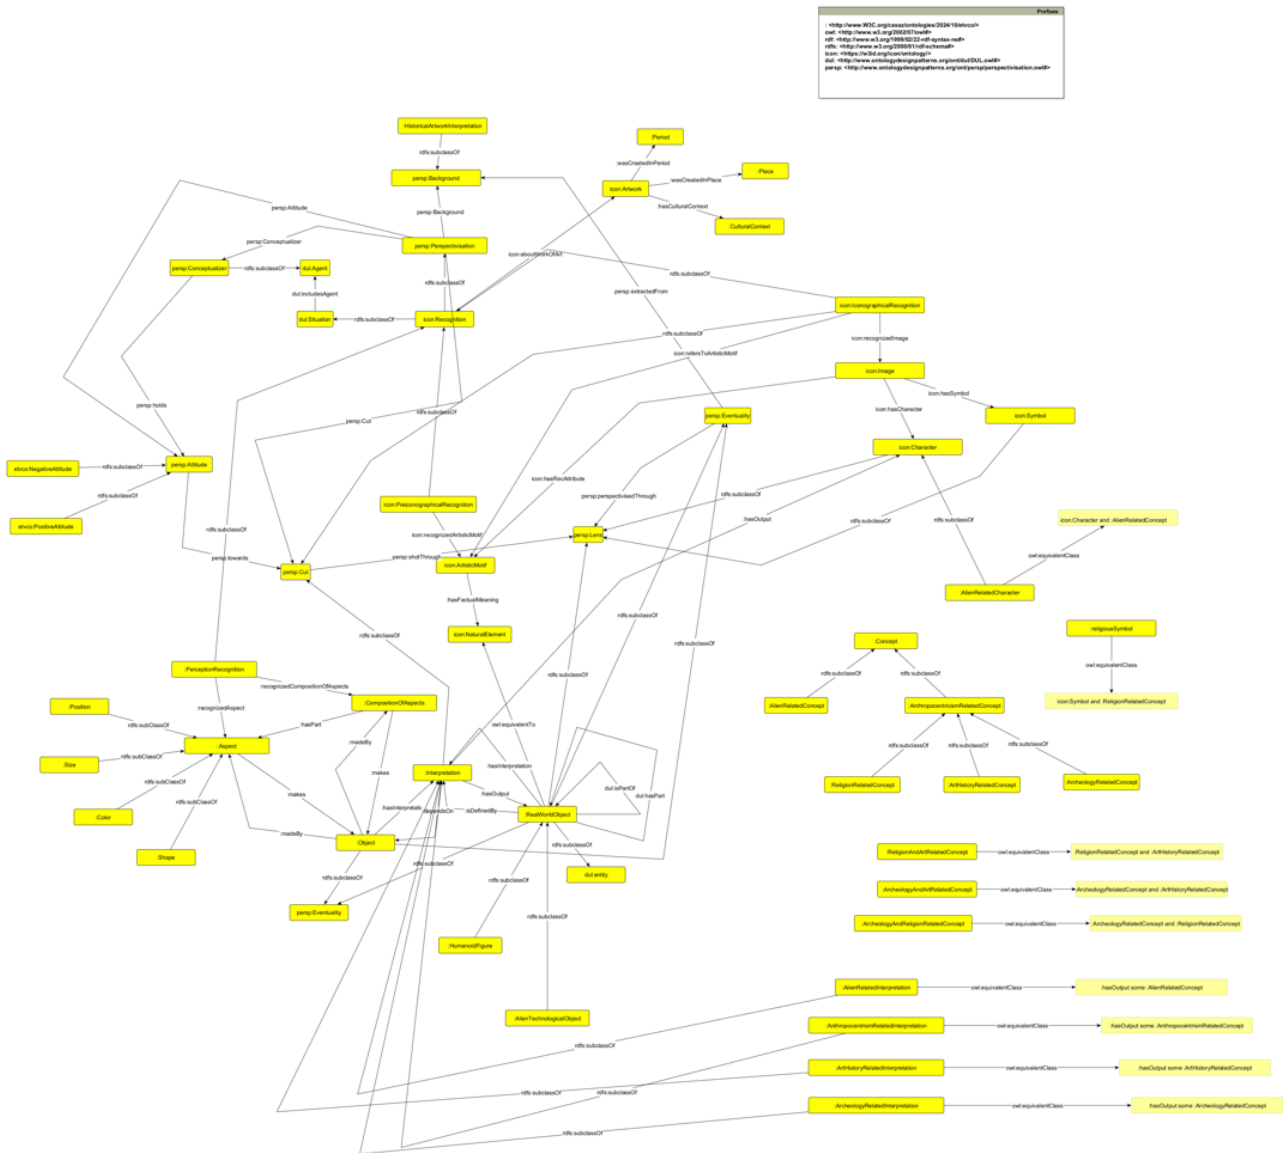 Prefixes
: <http://www.W3C.org/casaz/ontologies/2024/10/etvco/>
owl: <http://www.w3.org/2002/07/owl#>
rdf: <http://www.w3.org/1999/02/22-rdf-syntax-ns#>
rdfs: <http://www.w3.org/2000/01/rdf-schema#>
icon: <https://w3id.org/icon/ontology/>
dul: <http://www.ontologydesignpatterns.org/ont/dul/DUL.owl#>
persp: <http://www.ontologydesignpatterns.org/ont/persp/perspectivisation.owl#>
:HistoricalArtworkInterpretation
:Period
rdfs:subclassOf
:wasCreatedInPeriod
:Place
persp:Background
:wasCreatedInPlace
icon:Artwork
persp:Attitude
:hasCulturalContext
persp:Background
:CulturalContext
persp:Conceptualizer
persp:Perspectivisation
icon:aboutWorkOfArt
persp:Conceptualizer
rdfs:subclassOf
dul:Agent
rdfs:subclassOf
rdfs:subclassOf
persp:extractedFrom
dul:includesAgent
icon:IconographicalRecognition
dul:Situation
rdfs:subclassOf
icon:Recognition
rdfs:subclassOf
icon:recognizedImage
icon:refersToArtisticMotif
icon:Image
icon:hasSymbol
persp:holds
icon:hasCharacter
rdfs:subclassOf
persp:Eventuality
icon:Symbol
persp:Cut
icon:Character
etvco:NegativeAttitude
rdfs:subclassOf
persp:Attitude
icon:hasRecAttribute
persp:perspectivisedThrough
rdfs:subclassOf
rdfs:subclassOf
icon:PreiconographicalRecognition
:hasOutput
icon:Character and :AlienRelatedConcept
etvco:PositiveAttitude
rdfs:subclassOf
rdfs:subclassOf
rdfs:subclassOf
icon:recognizedArtisticMotif
persp:Lens
persp:towards
persp:shotThrough
owl:equivalentClass
persp:Cut
icon:ArtisticMotif
:AlienRelatedCharacter
:hasFactualMeaning
rdfs:subclassOf
icon:NaturalElement
rdfs:subclassOf
rdfs:subclassOf
:Concept
:religiousSymbol
:PerceptionRecognition
:recognizedCompositionOfAspects
owl:equivalentClass
rdfs:subclassOf
rdfs:subclassOf
:CompositionOfAspects
:Position
:recognizedAspect
:AlienRelatedConcept
:AnthropocentricismRelatedConcept
icon:Symbol and :ReligionRelatedConcept
rdfs:subClassOf
:hasPart
owl:equivalentTo
:Aspect
:madeBy
rdfs:subclassOf
rdfs:subclassOf
rdfs:subclassOf
:Size
rdfs:subClassOf
:hasInterpretation
:Interpretation
:makes
rdfs:subClassOf
rdfs:subClassOf
:makes
:hasOutput
dul:isPartOf
dul:hasPart
:ReligionRelatedConcept
:ArtHistoryRelatedConcept
ArcheologyRelatedConcept
:Color
:hasInterpretatio
dependsOn
:isDefinedBy
:RealWorldObject
:madeBy
:Object
rdfs:subclassOf
:Shape
rdfs:subclassOf
rdfs:subclassOf
dul:entity
:ReligionAndArtRelatedConcept
owl:equivalentClass
:ReligionRelatedConcept and :ArtHistoryRelatedConcept
rdfs:subclassOf
:ArcheologyAndArtRelatedConcept
owl:equivalentClass
:ArcheologyRelatedConcept and :ArtHistoryRelatedConcept
persp:Eventuality
rdfs:subclassOf
:ArcheologyAndReligionRelatedConcept
owl:equivalentClass
:ArcheologyRelatedConcept and :ReligionRelatedConcept
:HumanoidFigure
:AlienRelatedInterpretation
owl:equivalentClass
:hasOutput some :AlienRelatedConcept
:AlienTechnologicalObject
:AnthropocentrismRelatedInterpretation
owl:equivalentClass
:hasOutput some :AnthropocentrismRelatedConcept
rdfs:subclassOf
:ArtHistoryRelatedInterpretation
owl:equivalentClass
:hasOutput some :ArtHistoryRelatedConcept
rdfs:subclassOf
rdfs:subclassOf
:ArcheologyRelatedInterpretation
owl:equivalentClass
:hasOutput some :ArcheologyRelatedConcept
rdfs:subclassOf